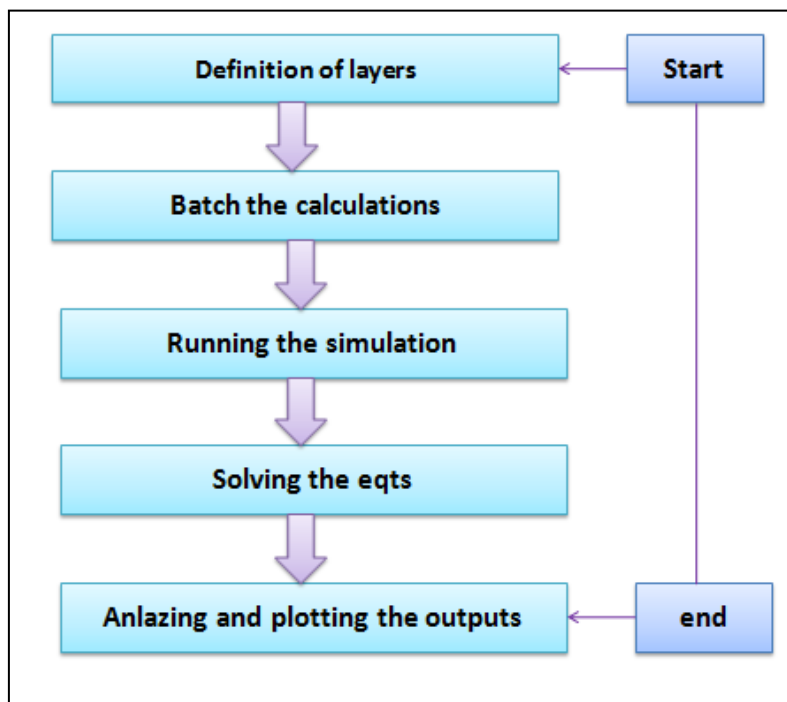 Definition of layers
Start
Batch the calculations
Running the simulation
Solving the eqts
Anlazing and plotting the outputs
end